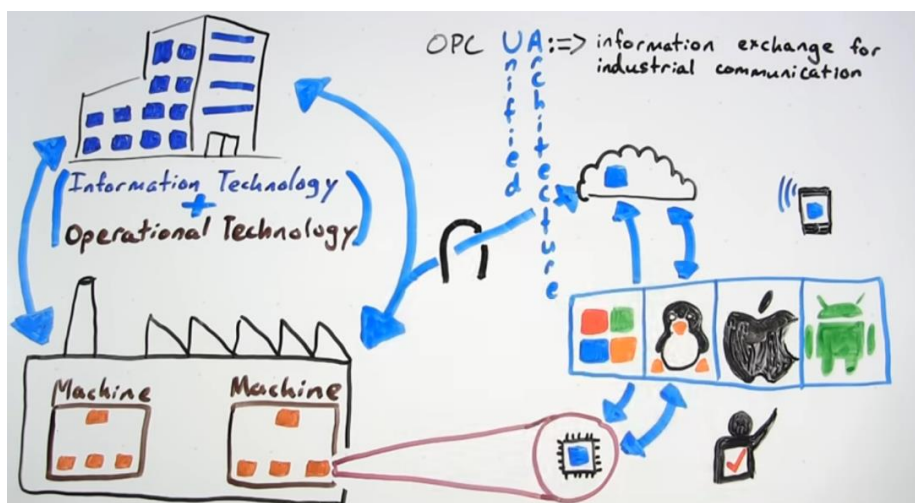 OPC UA :=> information exchange for
industrial communication
Unified
Architecture
Information Technology
+
Operational Technology
Machine
Machine